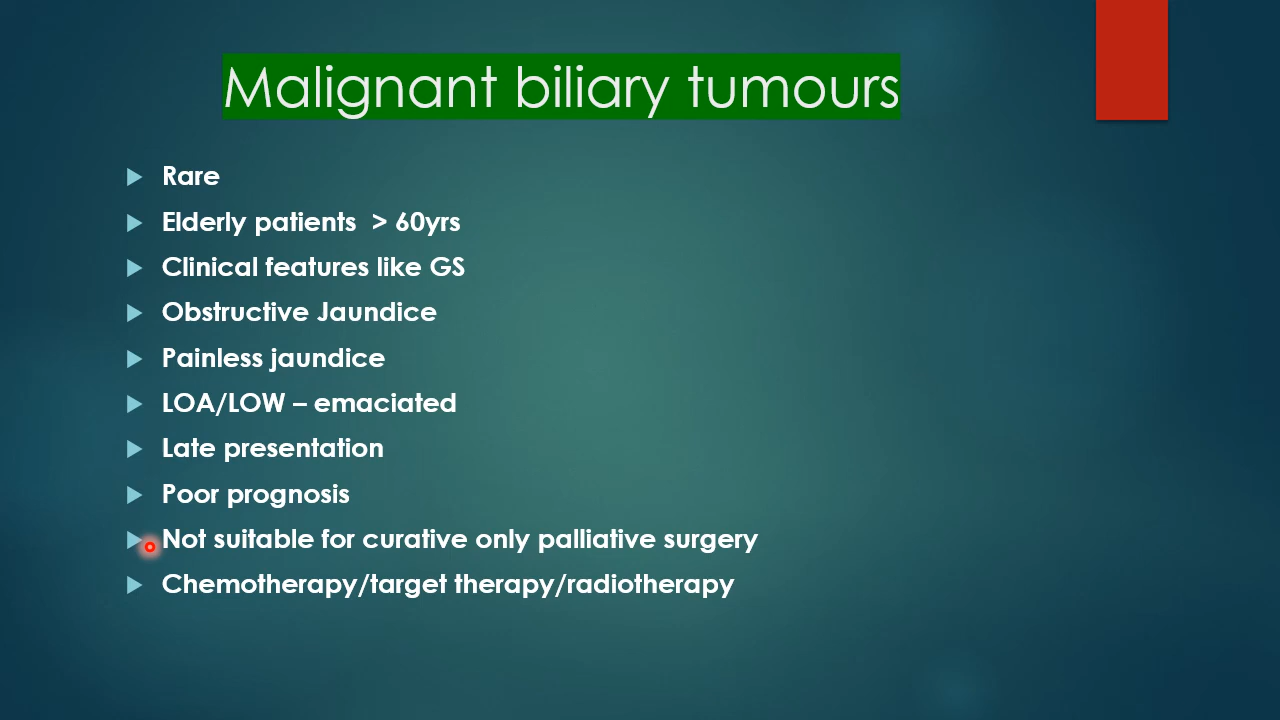 Malignant biliary tumours
Rare
Elderly patients > 60yrs
Clinical features like GS
Obstructive Jaundice
Painless jaundice
LOA/LOW – emaciated
Late presentation
Poor prognosis
Not suitable for curative only palliative surgery
Chemotherapy/target therapy/radiotherapy